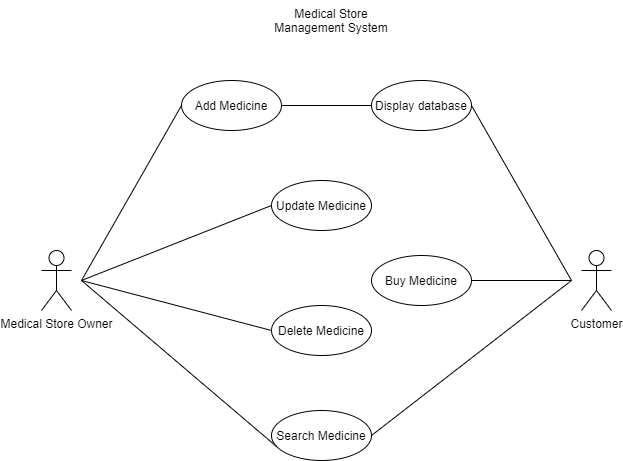 Medical Store
Management System
Add Medicine
Display database
Update Medicine
Buy Medicine
Medical Store Owner
Customer
Delete Medicine
Search Medicine